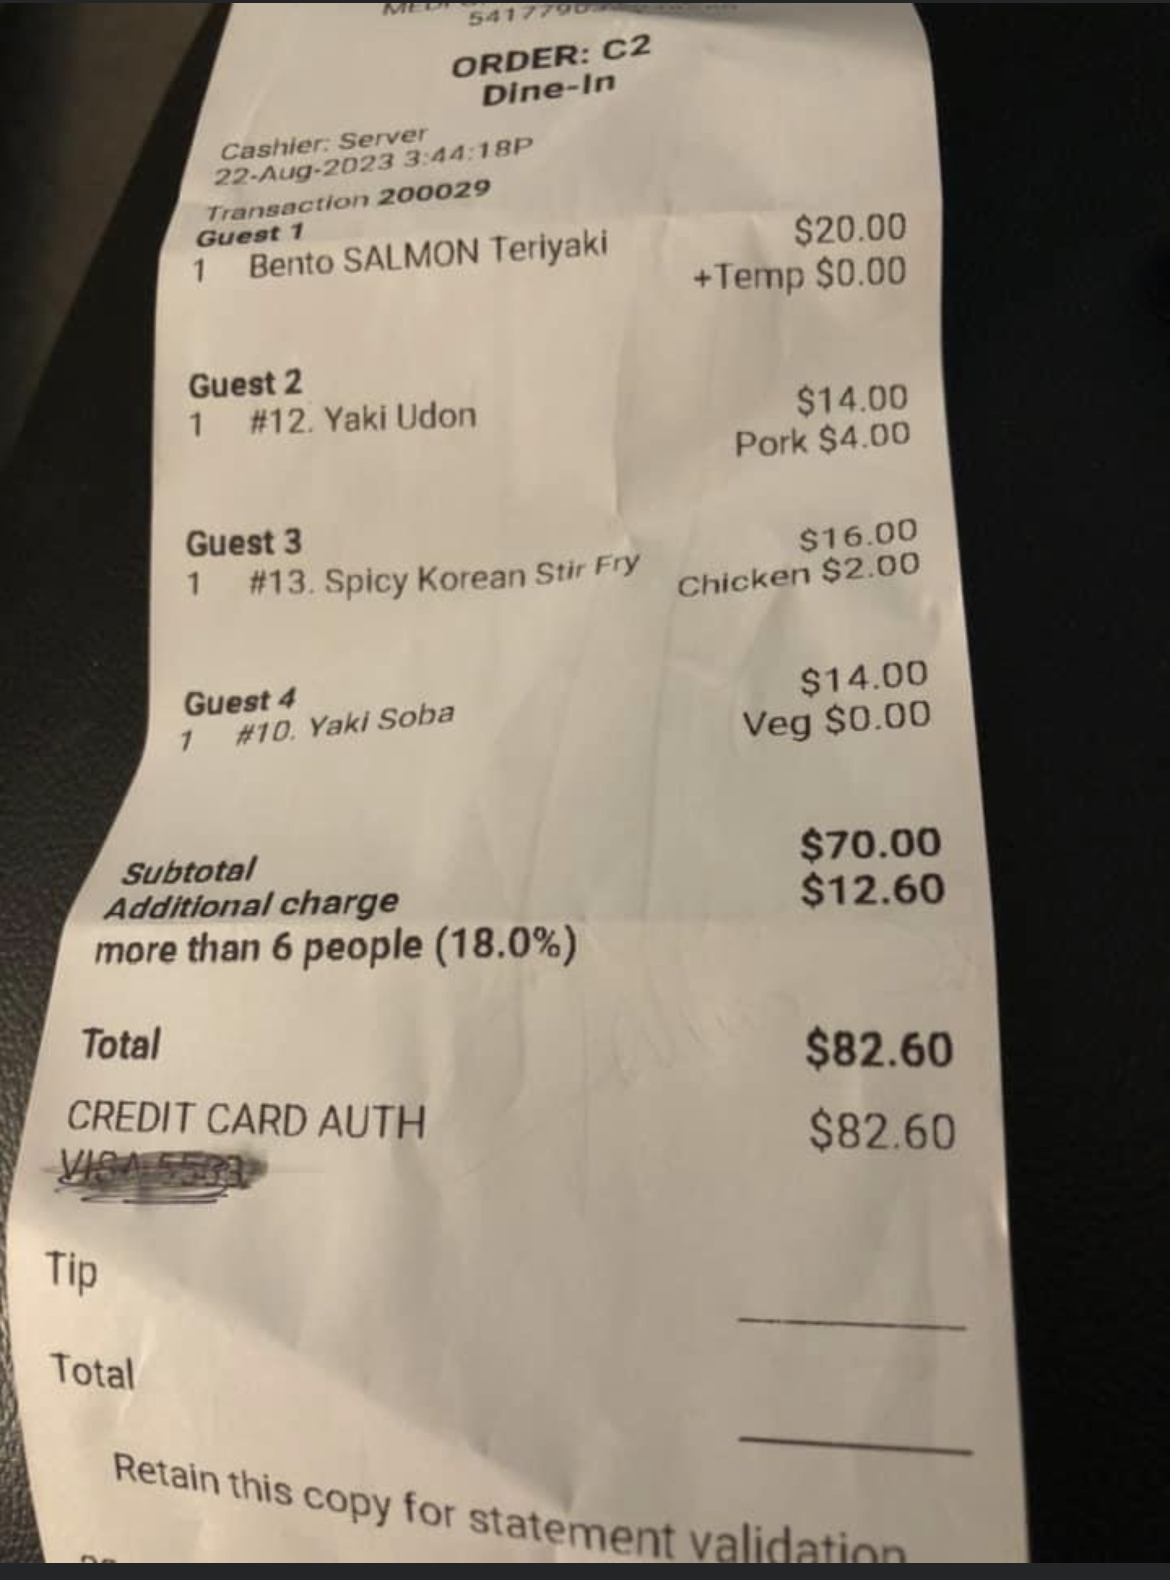 ORDER: C2
Dine-In
Cashier: Server
22-Aug-2023 3:44:18P
Transaction 200029
Guest 1
1 Bento SALMON Teriyaki $20.00
+Temp $0.00
Guest 2
1 #12. Yaki Udon $14.00
Pork $4.00
Guest 3
1 #13. Spicy Korean Stir Fry $16.00
Chicken $2.00
Guest 4
1 #10. Yaki Soba $14.00
Veg $0.00
Subtotal $70.00
Additional charge $12.60
more than 6 people (18.0%)
Total $82.60
CREDIT CARD AUTH $82.60
VISA
Tip
Total
Retain this copy for statement validation